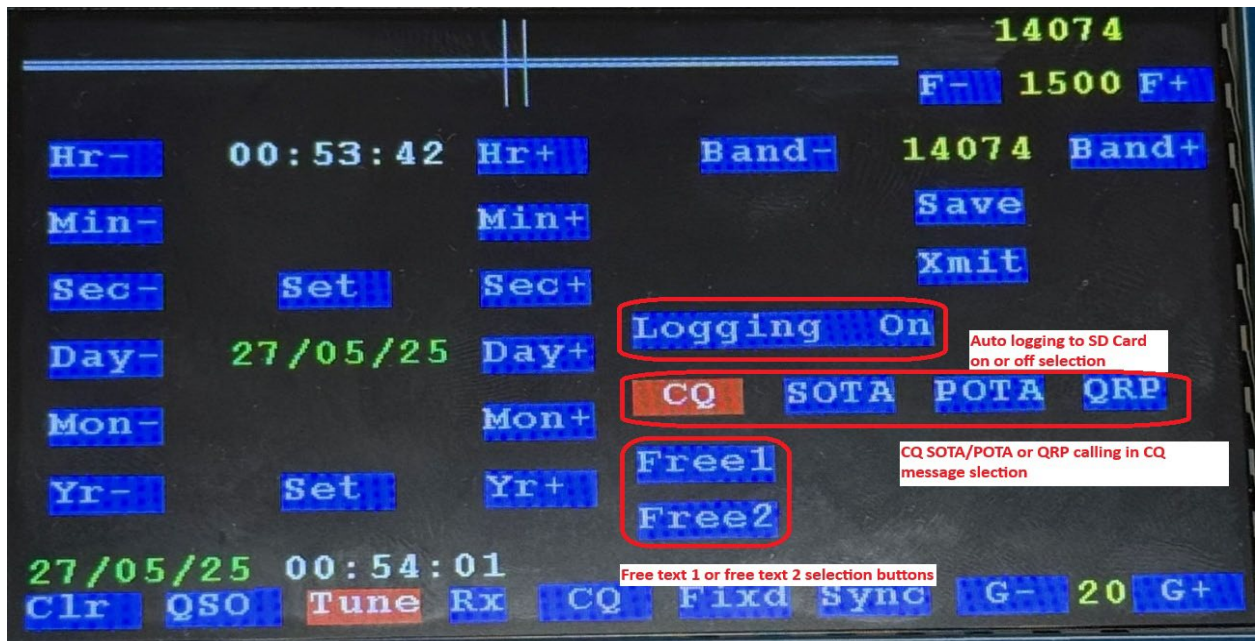 14074
F- 1500 F+
Hr- 00:53:42 Hr+ Band- 14074 Band+
Min- Min+ Save
Xmit
Sec- Set Sec+
Logging On
Auto logging to SD Card
on or off selection
Day- 27/05/25 Day+
CQ SOTA POTA QRP
Mon- Mon+
CQ SOTA/POTA or QRP calling in CQ
message slection
Free1
Yr- Set Yr+
Free2
27/05/25 00:54:01
Free text 1 or free text 2 selection buttons
Clr QSO Tune Rx CQ Fixd Sync G- 20 G+